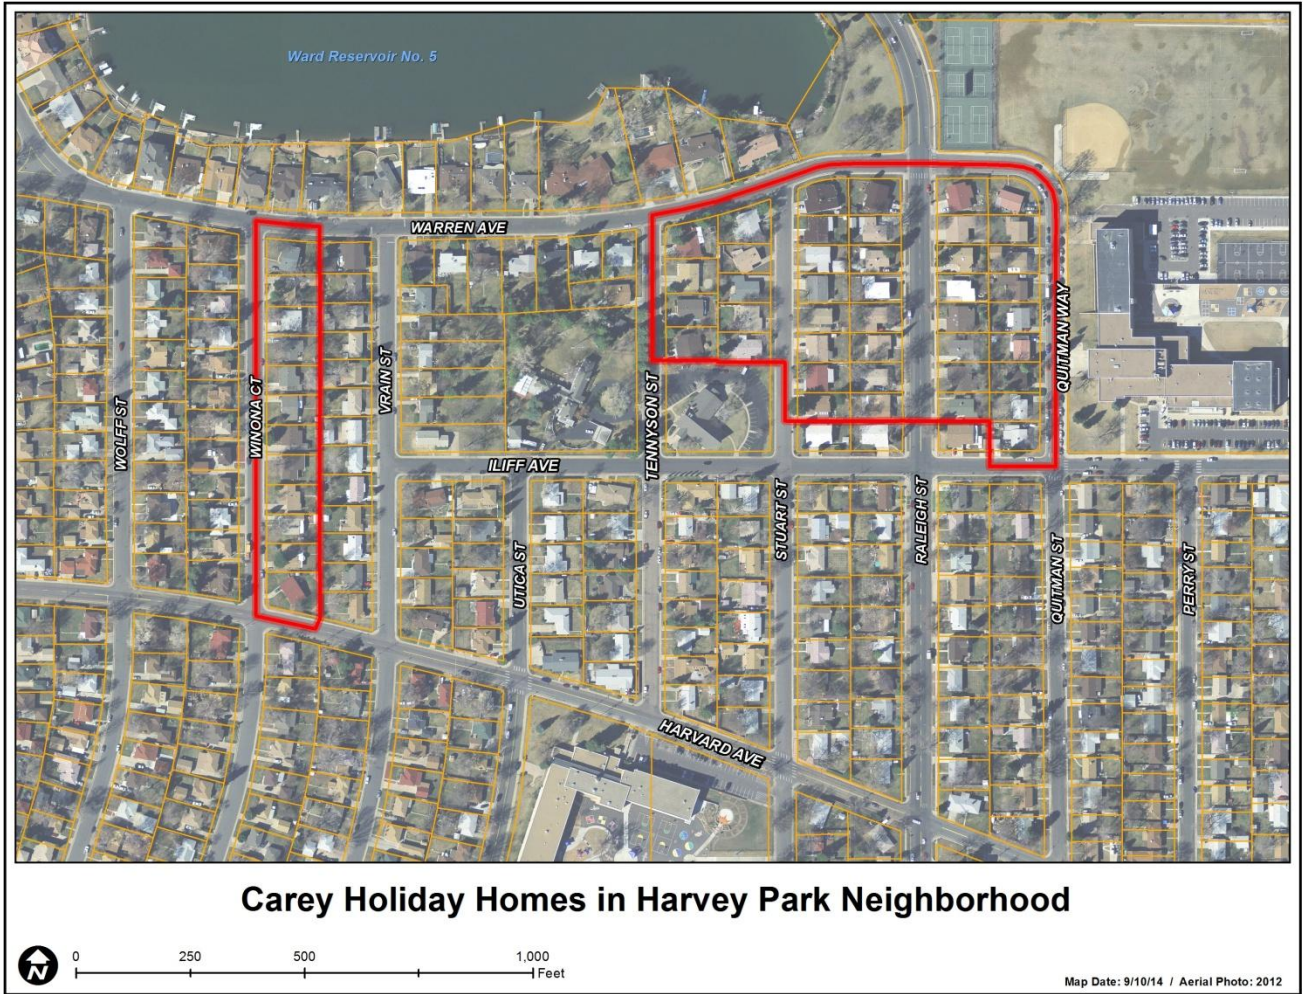 Ward Reservoir No. 5
WARREN AVE
WOLFF ST
WINONA CT
VRAIN ST
TENNYSON ST
QUITMAN WAY
ILIFF AVE
UTICA ST
STUART ST
RALEIGH ST
QUITMAN ST
PERRY ST
HARVARD AVE
Carey Holiday Homes in Harvey Park Neighborhood
N
0 250 500 1,000
Feet
Map Date: 9/10/14 / Aerial Photo: 2012